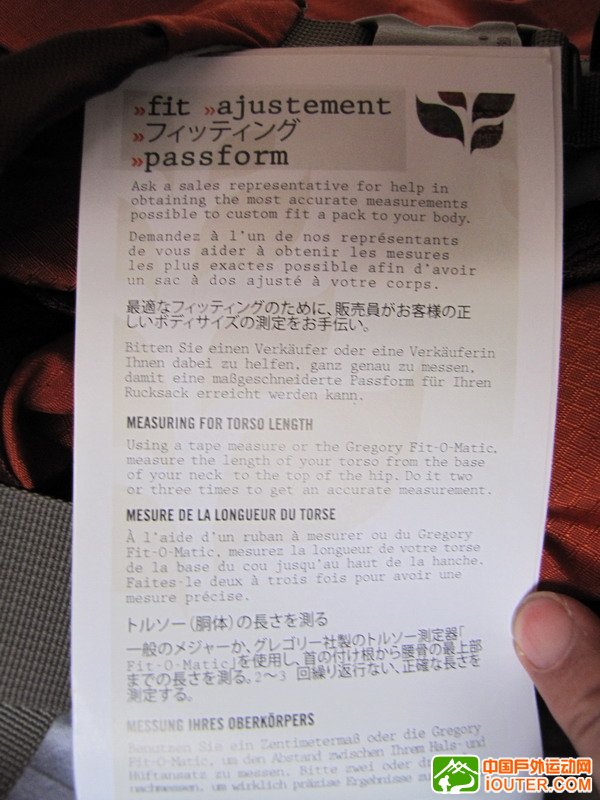 »fit »ajustement
»フィッティング
»passform
Ask a sales representative for help in
obtaining the most accurate measurements
possible to custom fit a pack to your body.
Demandez à l'un de nos représentants
de vous aider à obtenir les mesures
les plus exactes possible afin d'avoir
un sac à dos ajusté à votre corps.
最適なフィッティングのために、販売員がお客様の正
しいボディサイズの測定をお手伝い。
Bitten Sie einen Verkäufer oder eine Verkäuferin
Ihnen dabei zu helfen, ganz genau zu messen,
damit eine maßgeschneiderte Passform für Ihren
Rucksack erreicht werden kann.
MEASURING FOR TORSO LENGTH
Using a tape measure or the Gregory Fit-O-Matic,
measure the length of your torso from the base
of your neck to the top of the hip. Do it two
or three times to get an accurate measurement.
MESURE DE LA LONGUEUR DU TORSE
À l'aide d'un ruban à mesurer ou du Gregory
Fit-O-Matic, mesurez la longueur de votre torse
de la base du cou jusqu'au haut de la hanche.
Faites-le deux à trois fois pour avoir une
mesure précise.
トルソー(胴体)の長さを測る
一般のメジャーか、グレゴリー社製のトルソー測定器「
Fit-O-Matic」を使用し、首の付け根から腰骨の最上部
までの長さを測る。2〜3 回繰り返行ない、正確な長さを
測定する。
MESSUNG IHRES OBERKÖRPERS
Benutzen Sie ein Zentimetermaß oder die Gregory
Fit-O-Matic, um den Abstand zwischen Ihrem Hals- und
Hüftansatz zu messen. Bitte zwei oder
nachmessen, um wirklich präzise Ergebnisse
中国户外运动网
iOUTER.COM